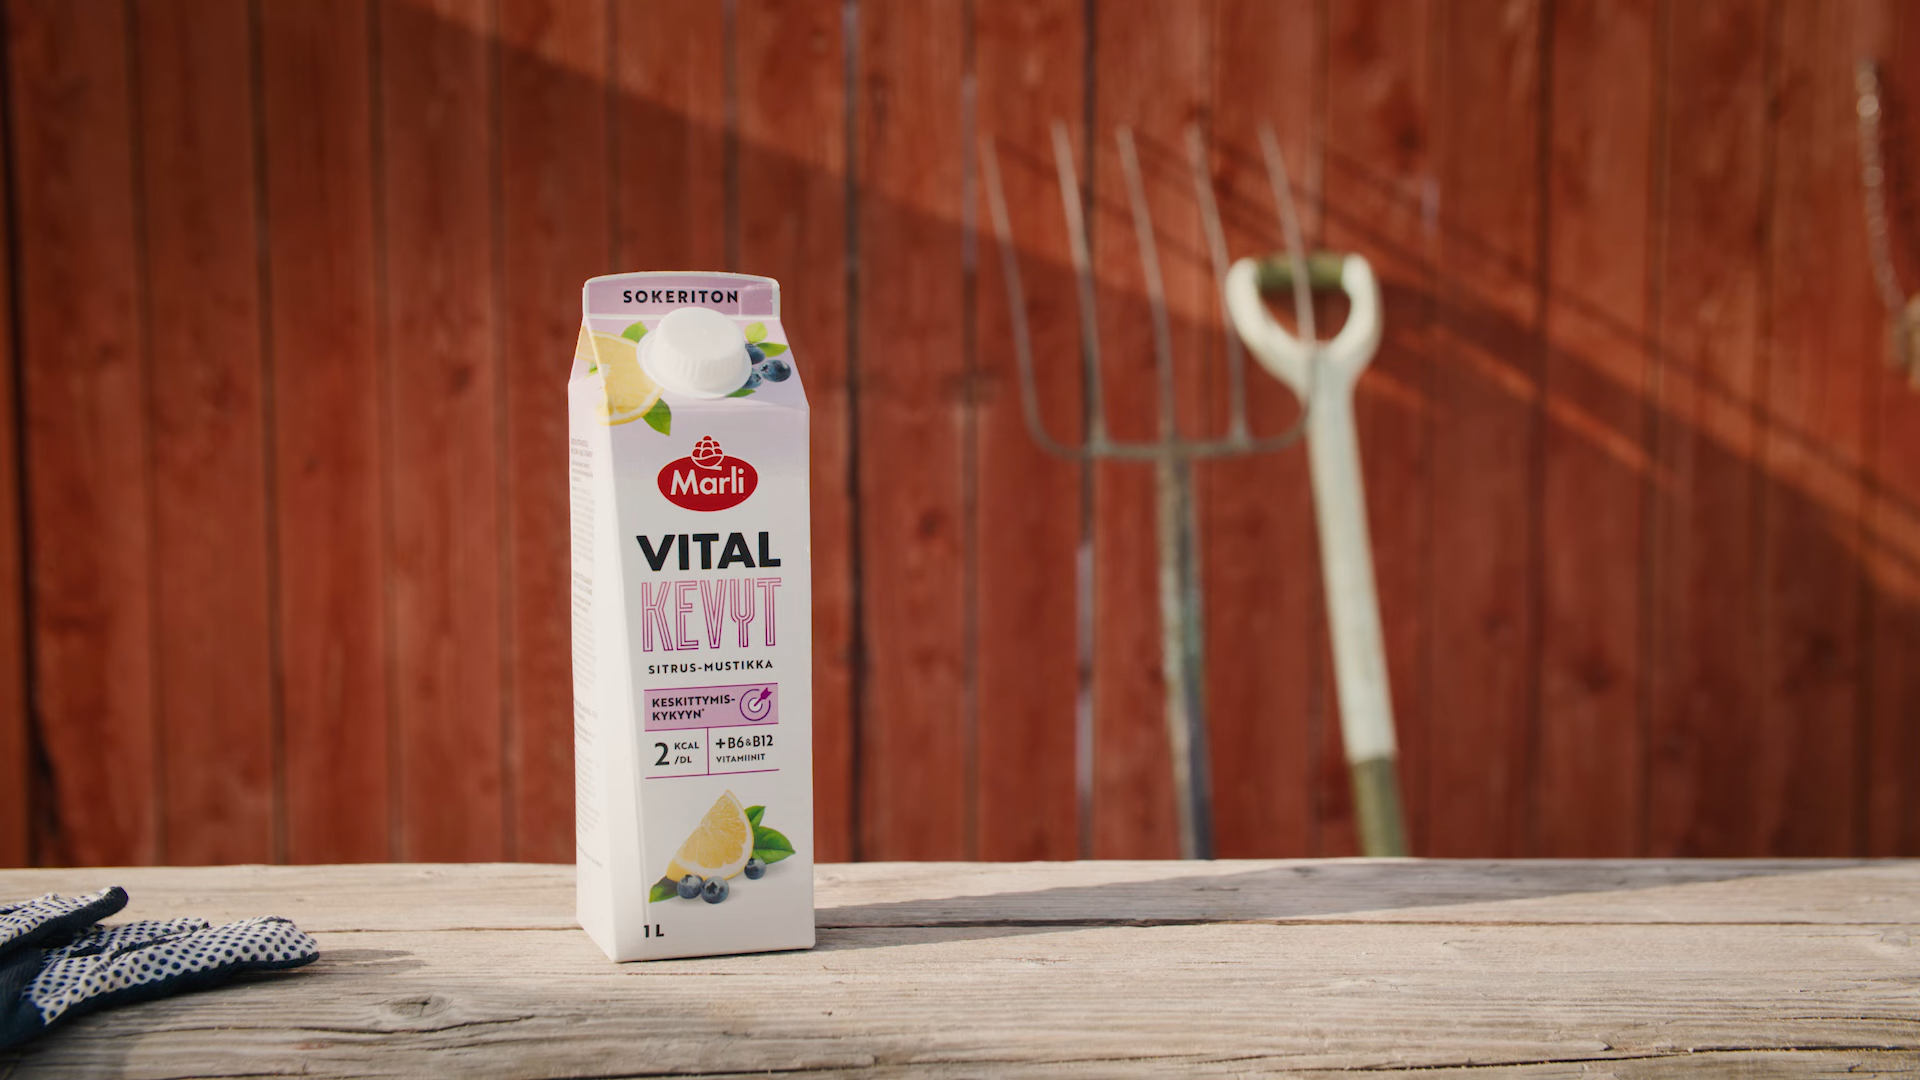 SOKERITON
Marli
VITAL
KEVYT
SITRUS-MUSTIKKA
KESKITTYMIS-
KYKYYN*
2 KCAL
/DL
+B6&B12
VITAMIINIT
1 L